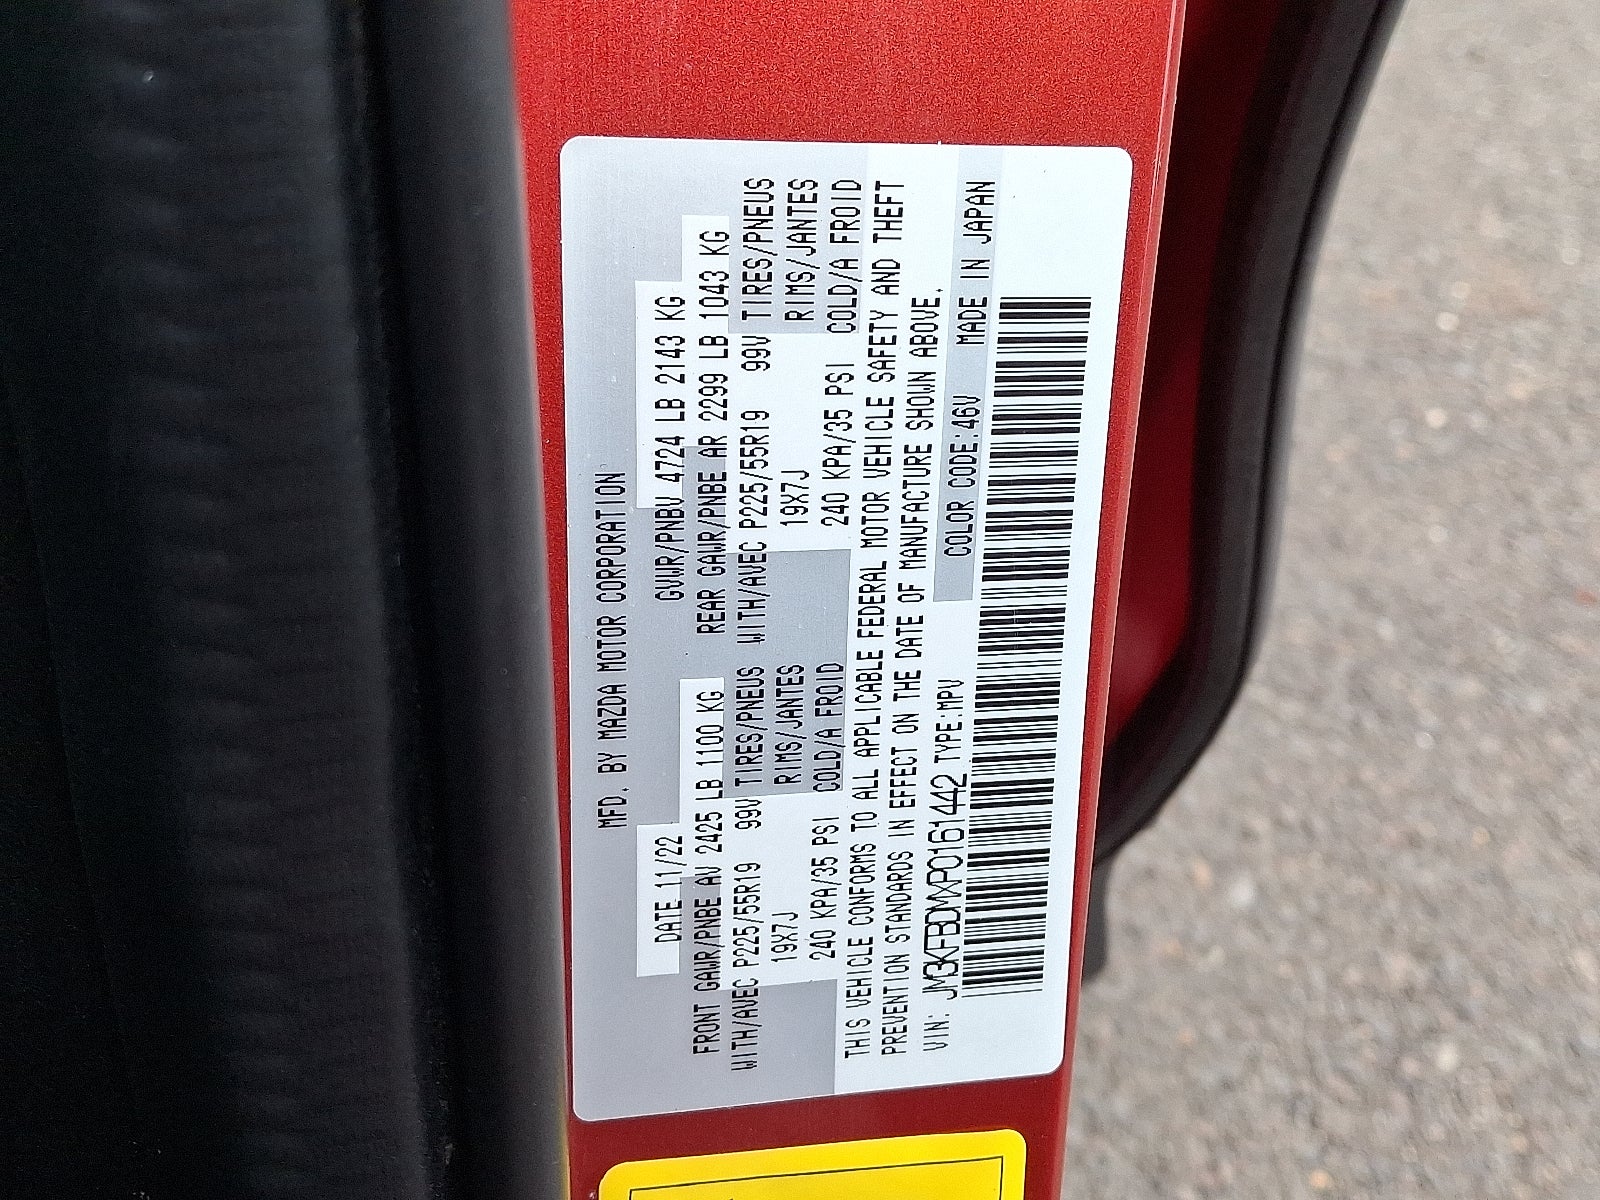 MFD. BY MAZDA MOTOR CORPORATION
DATE 11/22 GVWR/PNBV 4724 LB 2143 KG
FRONT GAWR/PNBE AV 2425 LB 1100 KG REAR GAWR/PNBE AR 2299 LB 1043 KG
WITH/AVEC P225/55R19 99V TIRES/PNEUS WITH/AVEC P225/55R19 99V TIRES/PNEUS
19X7J RIMS/JANTES 19X7J RIMS/JANTES
240 KPA/35 PSI COLD/A FROID 240 KPA/35 PSI COLD/A FROID
THIS VEHICLE CONFORMS TO ALL APPLICABLE FEDERAL MOTOR VEHICLE SAFETY AND THEFT
PREVENTION STANDARDS IN EFFECT ON THE DATE OF MANUFACTURE SHOWN ABOVE.
VIN: JM3KFBDMXP0161442 TYPE:MPV COLOR CODE:46V MADE IN JAPAN